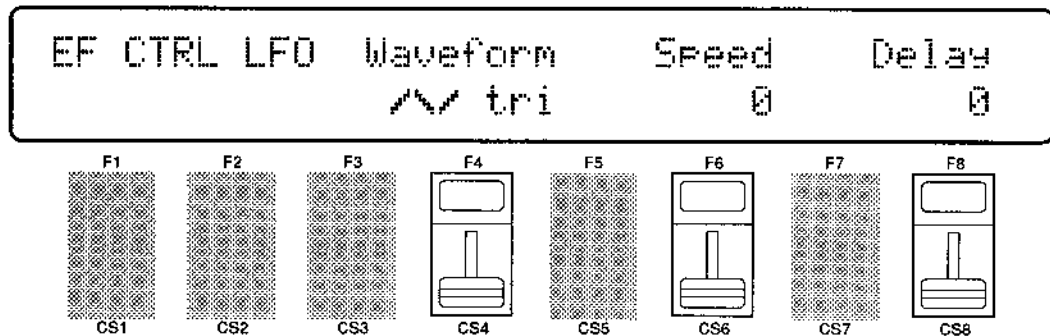 EF CTRL LFO Waveform Speed Delay
tri 0 0
F1 F2 F3 F4 F5 F6 F7 F8
CS1 CS2 CS3 CS4 CS5 CS6 CS7 CS8